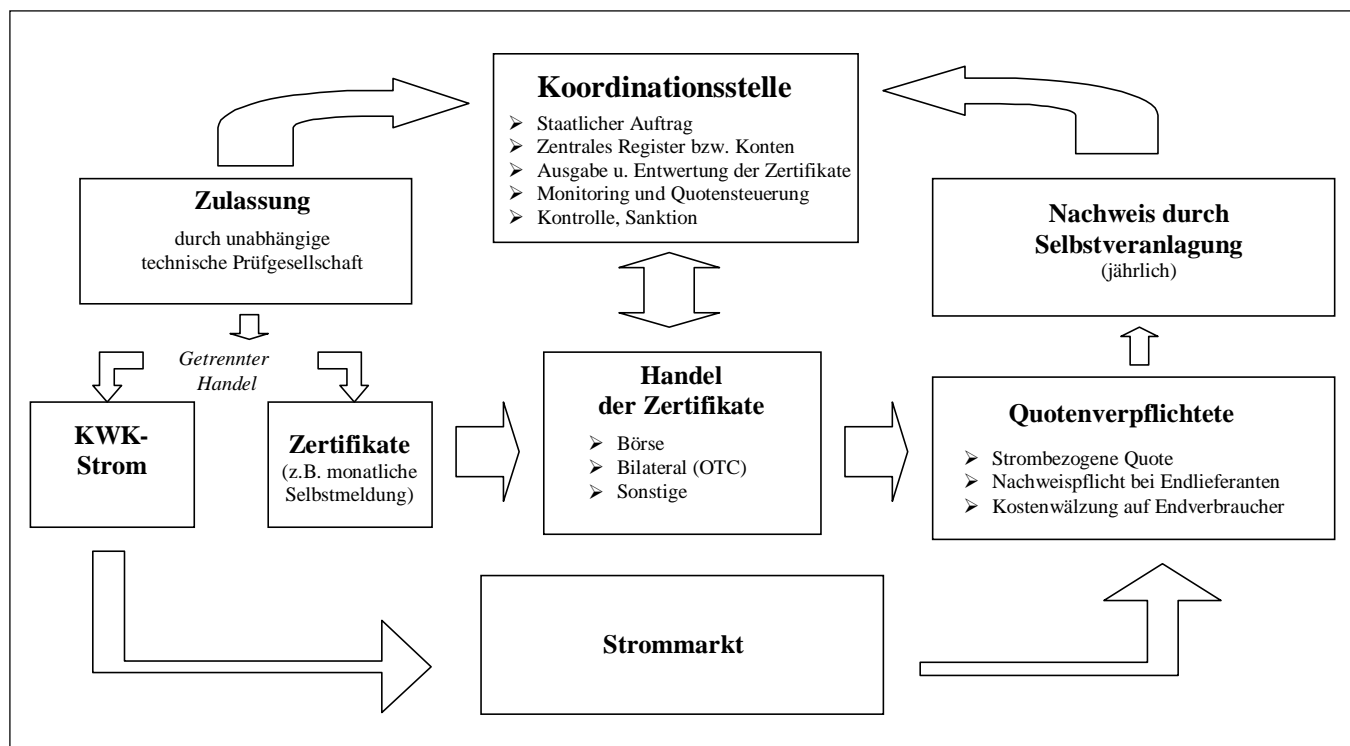 Koordinationsstelle
➢ Staatlicher Auftrag
➢ Zentrales Register bzw. Konten
➢ Ausgabe u. Entwertung der Zertifikate
➢ Monitoring und Quotensteuerung
➢ Kontrolle, Sanktion
Zulassung
durch unabhängige
technische Prüfgesellschaft
Nachweis durch
Selbstveranlagung
(jährlich)
Getrennter
Handel
KWK-
Strom
Zertifikate
(z.B. monatliche
Selbstmeldung)
Handel
der Zertifikate
➢ Börse
➢ Bilateral (OTC)
➢ Sonstige
Quotenverpflichtete
➢ Strombezogene Quote
➢ Nachweispflicht bei Endlieferanten
➢ Kostenwälzung auf Endverbraucher
Strommarkt